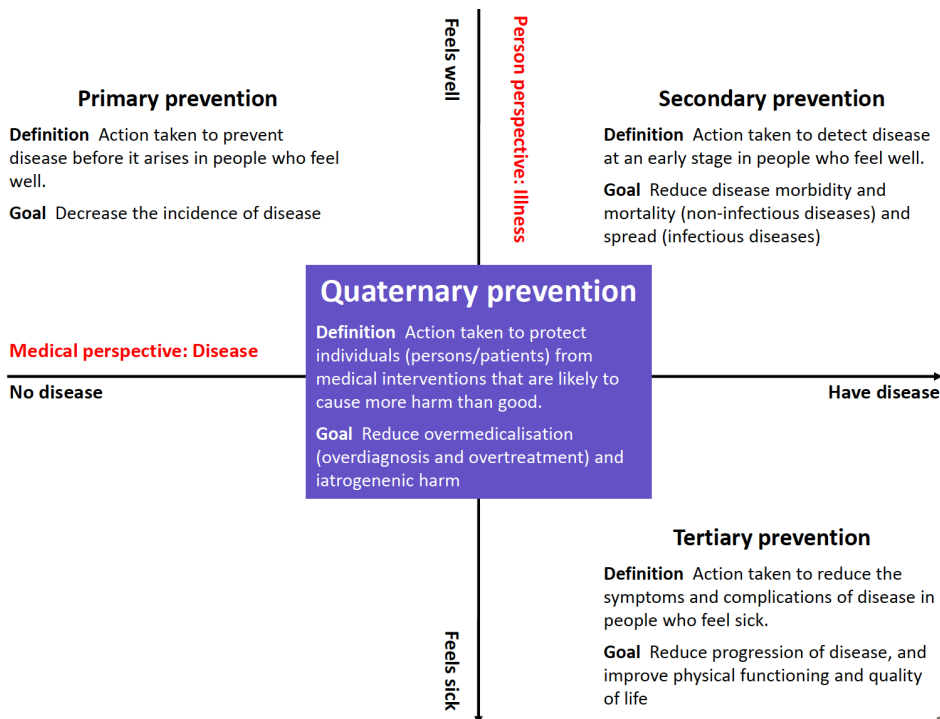 Feels well
Person perspective: Illness
Primary prevention
Definition Action taken to prevent
disease before it arises in people who feel
well.
Goal Decrease the incidence of disease
Secondary prevention
Definition Action taken to detect disease
at an early stage in people who feel well.
Goal Reduce disease morbidity and
mortality (non-infectious diseases) and
spread (infectious diseases)
Quaternary prevention
Definition Action taken to protect
individuals (persons/patients) from
medical interventions that are likely to
cause more harm than good.
Goal Reduce overmedicalisation
(overdiagnosis and overtreatment) and
iatrogenenic harm
Medical perspective: Disease
No disease
Have disease
Tertiary prevention
Definition Action taken to reduce the
symptoms and complications of disease in
people who feel sick.
Goal Reduce progression of disease, and
improve physical functioning and quality
of life
Feels sick